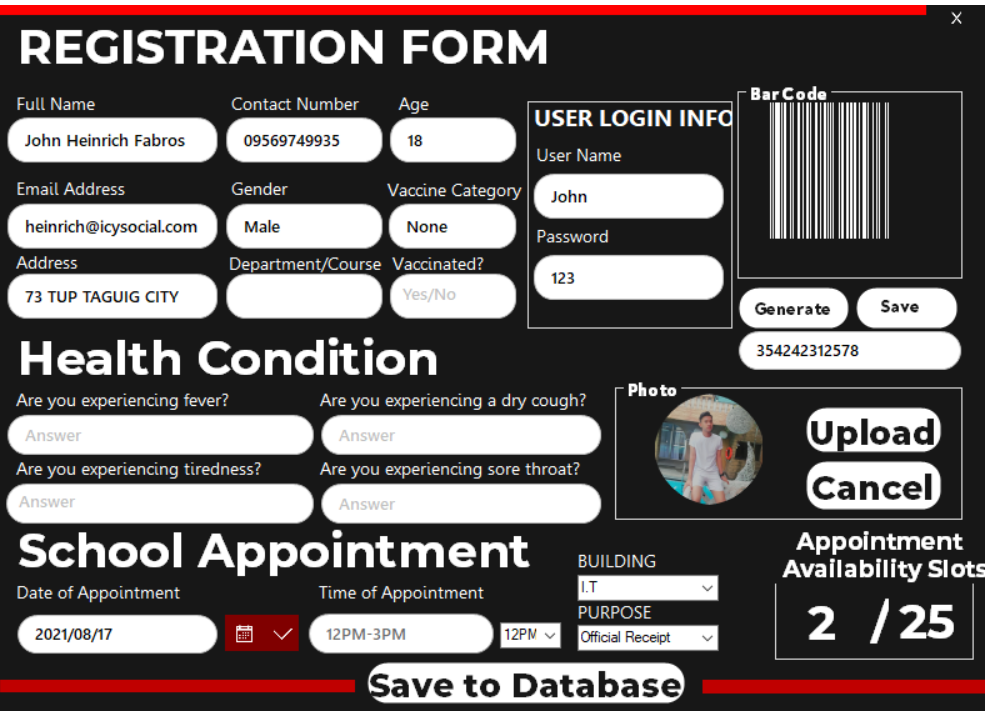 X
REGISTRATION FORM
Full Name
Contact Number
Age
John Heinrich Fabros
09569749935
18
Email Address
Gender
Vaccine Category
heinrich@icysocial.com
Male
None
Address
Department/Course
Vaccinated?
73 TUP TAGUIG CITY
Yes/No
USER LOGIN INFO
User Name
John
Password
123
BarCode
Generate
Save
354242312578
Health Condition
Are you experiencing fever?
Are you experiencing a dry cough?
Answer
Answer
Are you experiencing tiredness?
Are you experiencing sore throat?
Answer
Answer
Photo
Upload
Cancel
School Appointment
Date of Appointment
Time of Appointment
2021/08/17
12PM-3PM
12PM
BUILDING
I.T
PURPOSE
Official Receipt
Appointment
Availability Slots
2 / 25
Save to Database